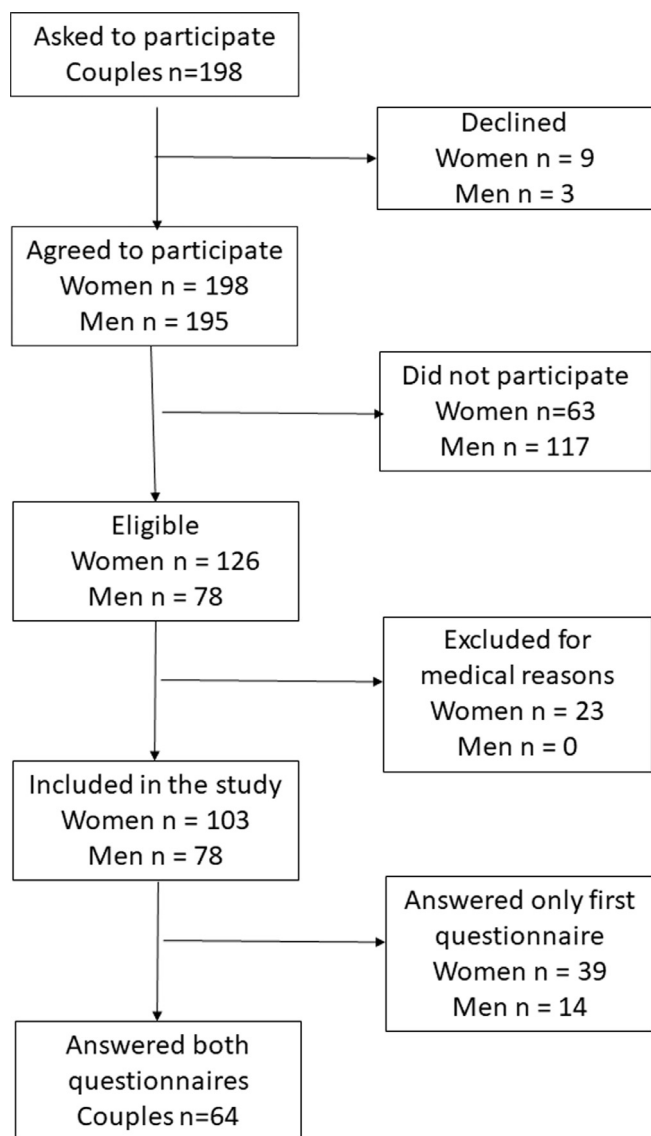 Asked to participate
Couples n=198
Declined
Women n = 9
Men n = 3
Agreed to participate
Women n = 198
Men n = 195
Did not participate
Women n=63
Men n = 117
Eligible
Women n = 126
Men n = 78
Excluded for
medical reasons
Women n = 23
Men n = 0
Included in the study
Women n = 103
Men n = 78
Answered only first
questionnaire
Women n = 39
Men n = 14
Answered both
questionnaires
Couples n=64